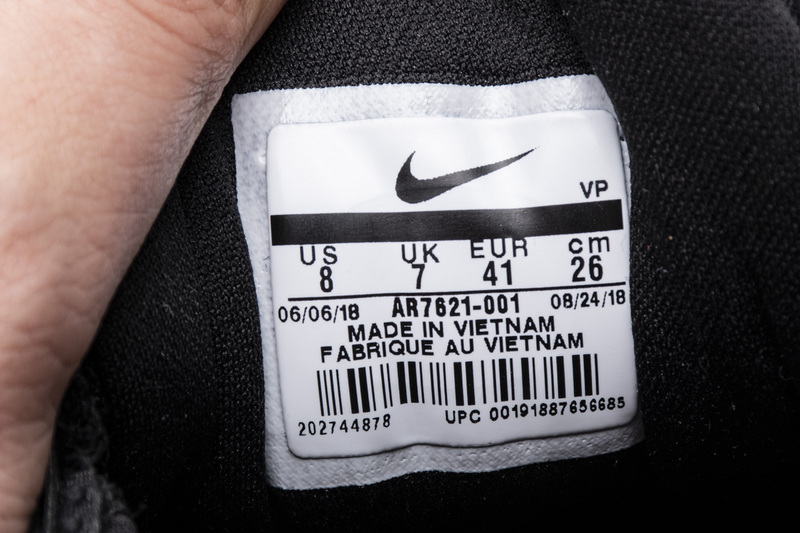 VP
US UK EUR cm
8 7 41 26
06/06/18 AR7621-001 08/24/18
MADE IN VIETNAM
FABRIQUE AU VIETNAM
202744878 UPC 00191887656685